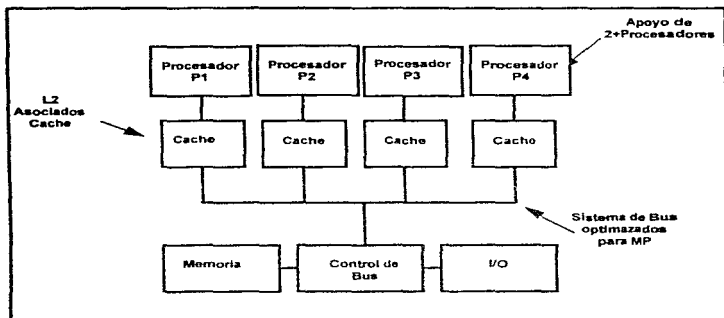 Apoyo de
2+Procesadores
Procesador
P1
Procesador
P2
Procesador
P3
Procesador
P4
L2
Asociados
Cache
Cache
Cache
Cache
Cacho
Sistema de Bus
optimazados
para MP
Memoria
Control de
Bus
I/O